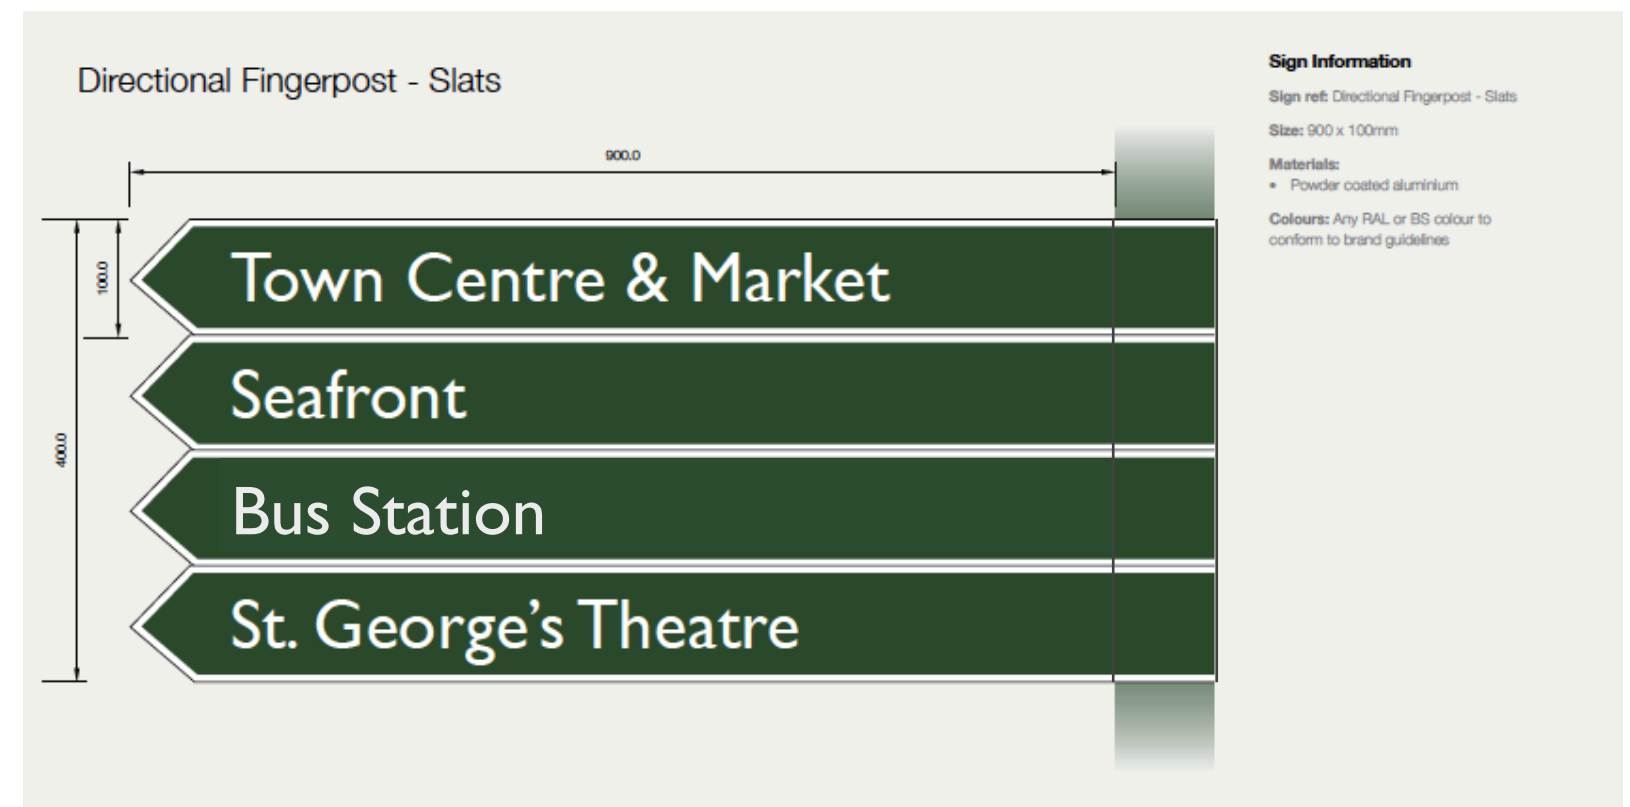 Directional Fingerpost - Slats
900.0
100.0
400.0
Town Centre & Market
Seafront
Bus Station
St. George’s Theatre
Sign Information
Sign ref: Directional Fingerpost - Slats
Size: 900 x 100mm
Materials:
• Powder coated aluminium
Colours: Any RAL or BS colour to
conform to brand guidelines